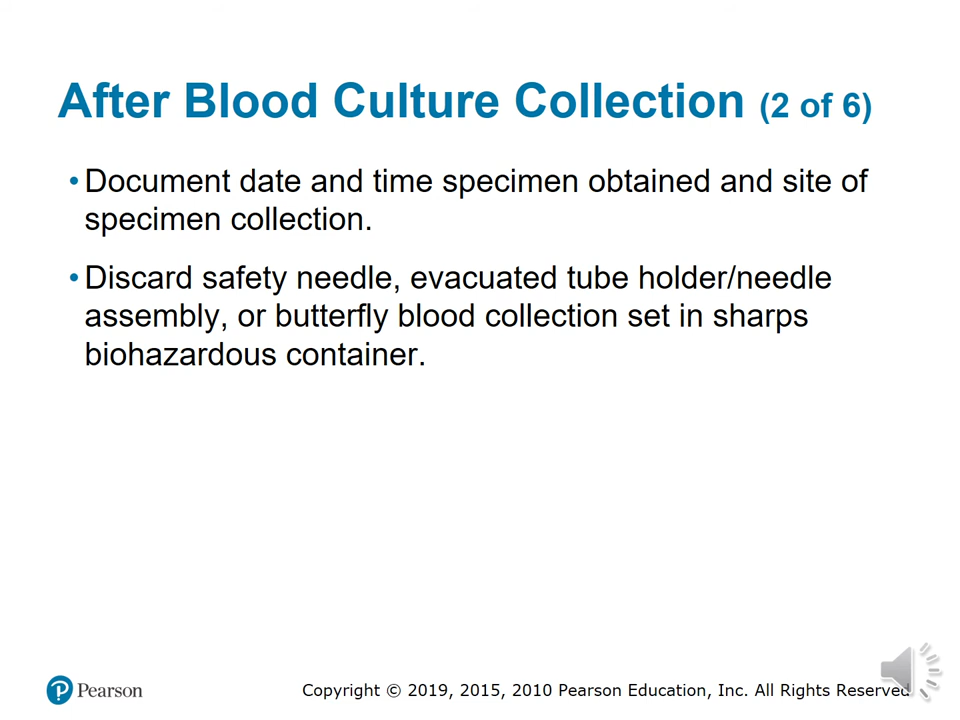 After Blood Culture Collection (2 of 6)
• Document date and time specimen obtained and site of
specimen collection.
• Discard safety needle, evacuated tube holder/needle
assembly, or butterfly blood collection set in sharps
biohazardous container.
Pearson
Copyright © 2019, 2015, 2010 Pearson Education, Inc. All Rights Reserved